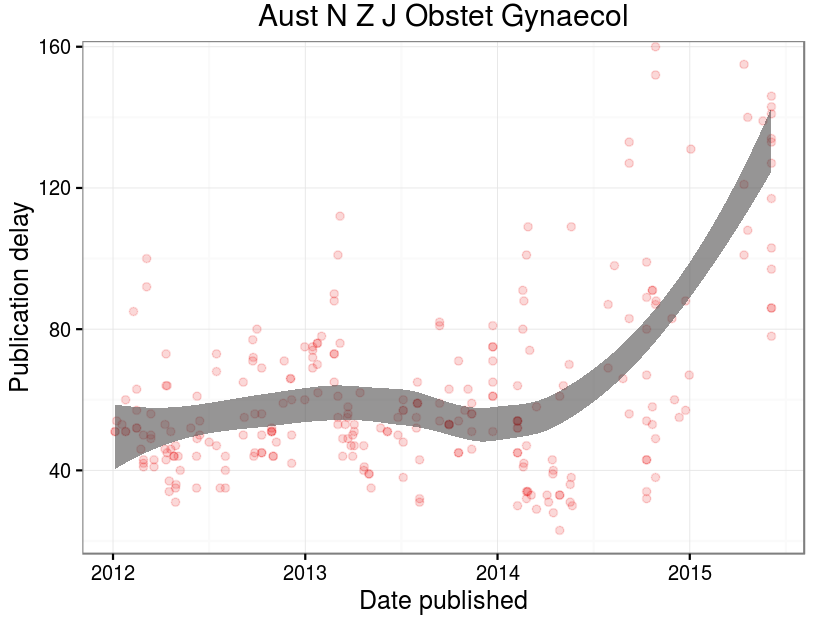 Aust N Z J Obstet Gynaecol
160
120
80
40
Publication delay
2012 2013 2014 2015
Date published